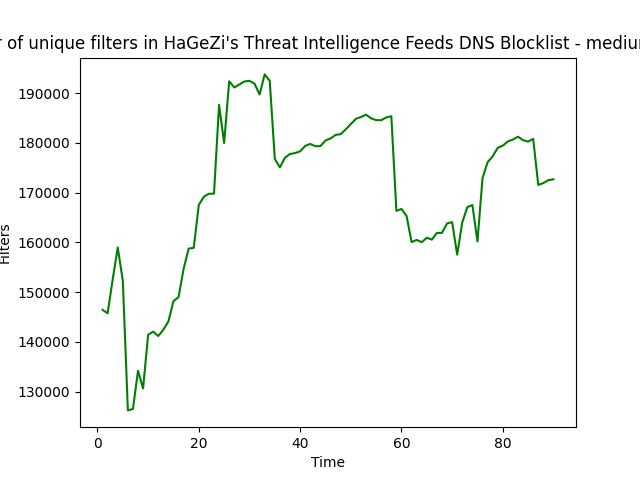 of unique filters in HaGeZi's Threat Intelligence Feeds DNS Blocklist -
190000
180000
170000
160000
150000
140000
130000
Filters
0 20 40 60 80
Time